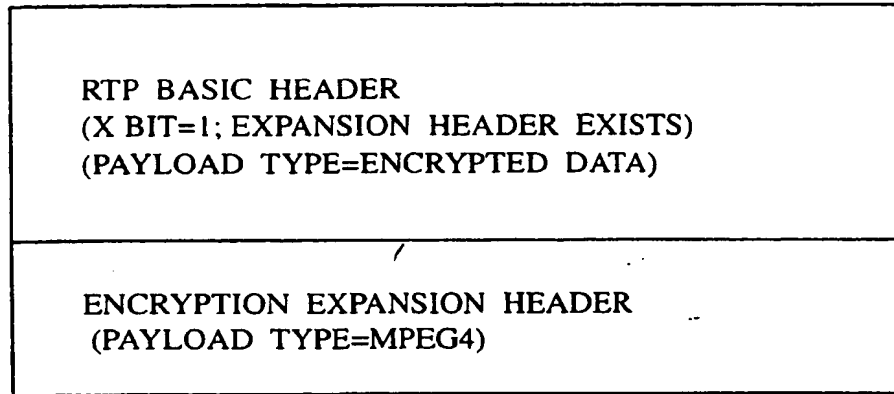 RTP BASIC HEADER
(X BIT=1; EXPANSION HEADER EXISTS)
(PAYLOAD TYPE=ENCRYPTED DATA)
ENCRYPTION EXPANSION HEADER
(PAYLOAD TYPE=MPEG4)